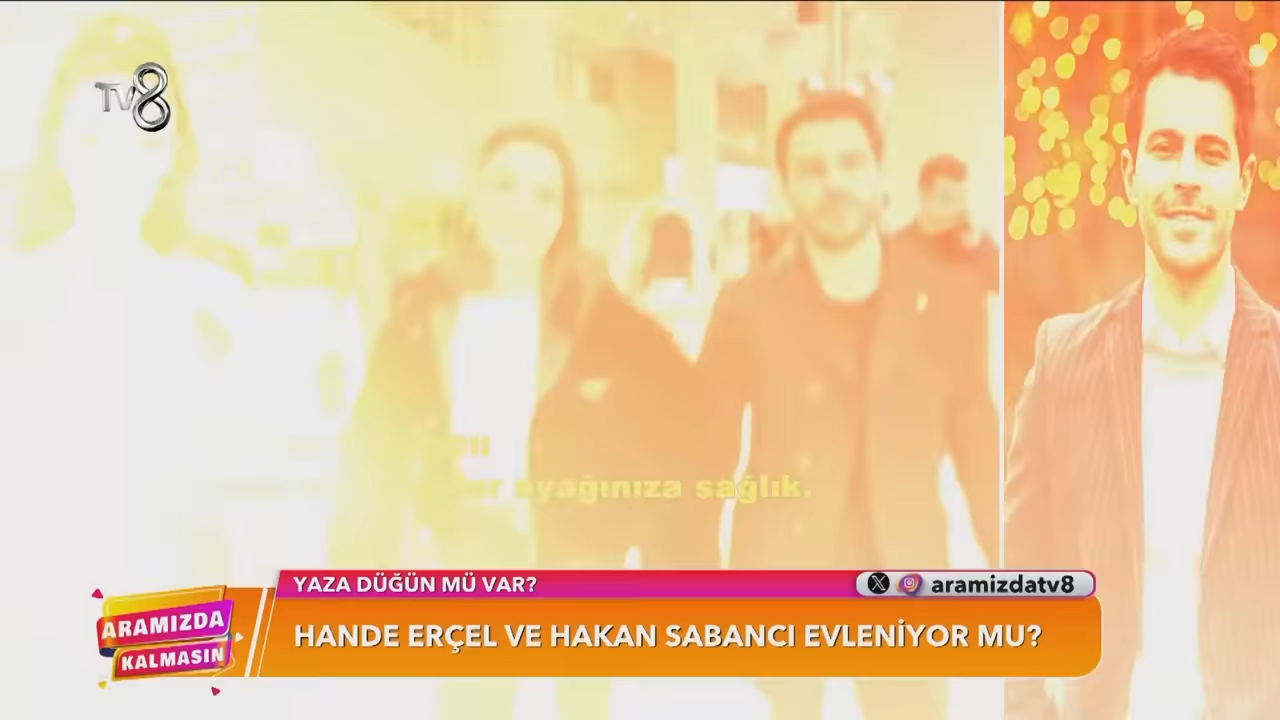 TV8
ayağınıza sağlık.
YAZA DÜĞÜN MÜ VAR?
aramizdatv8
ARAMIZDA
KALMASIN
HANDE ERÇEL VE HAKAN SABANCI EVLENİYOR MU?